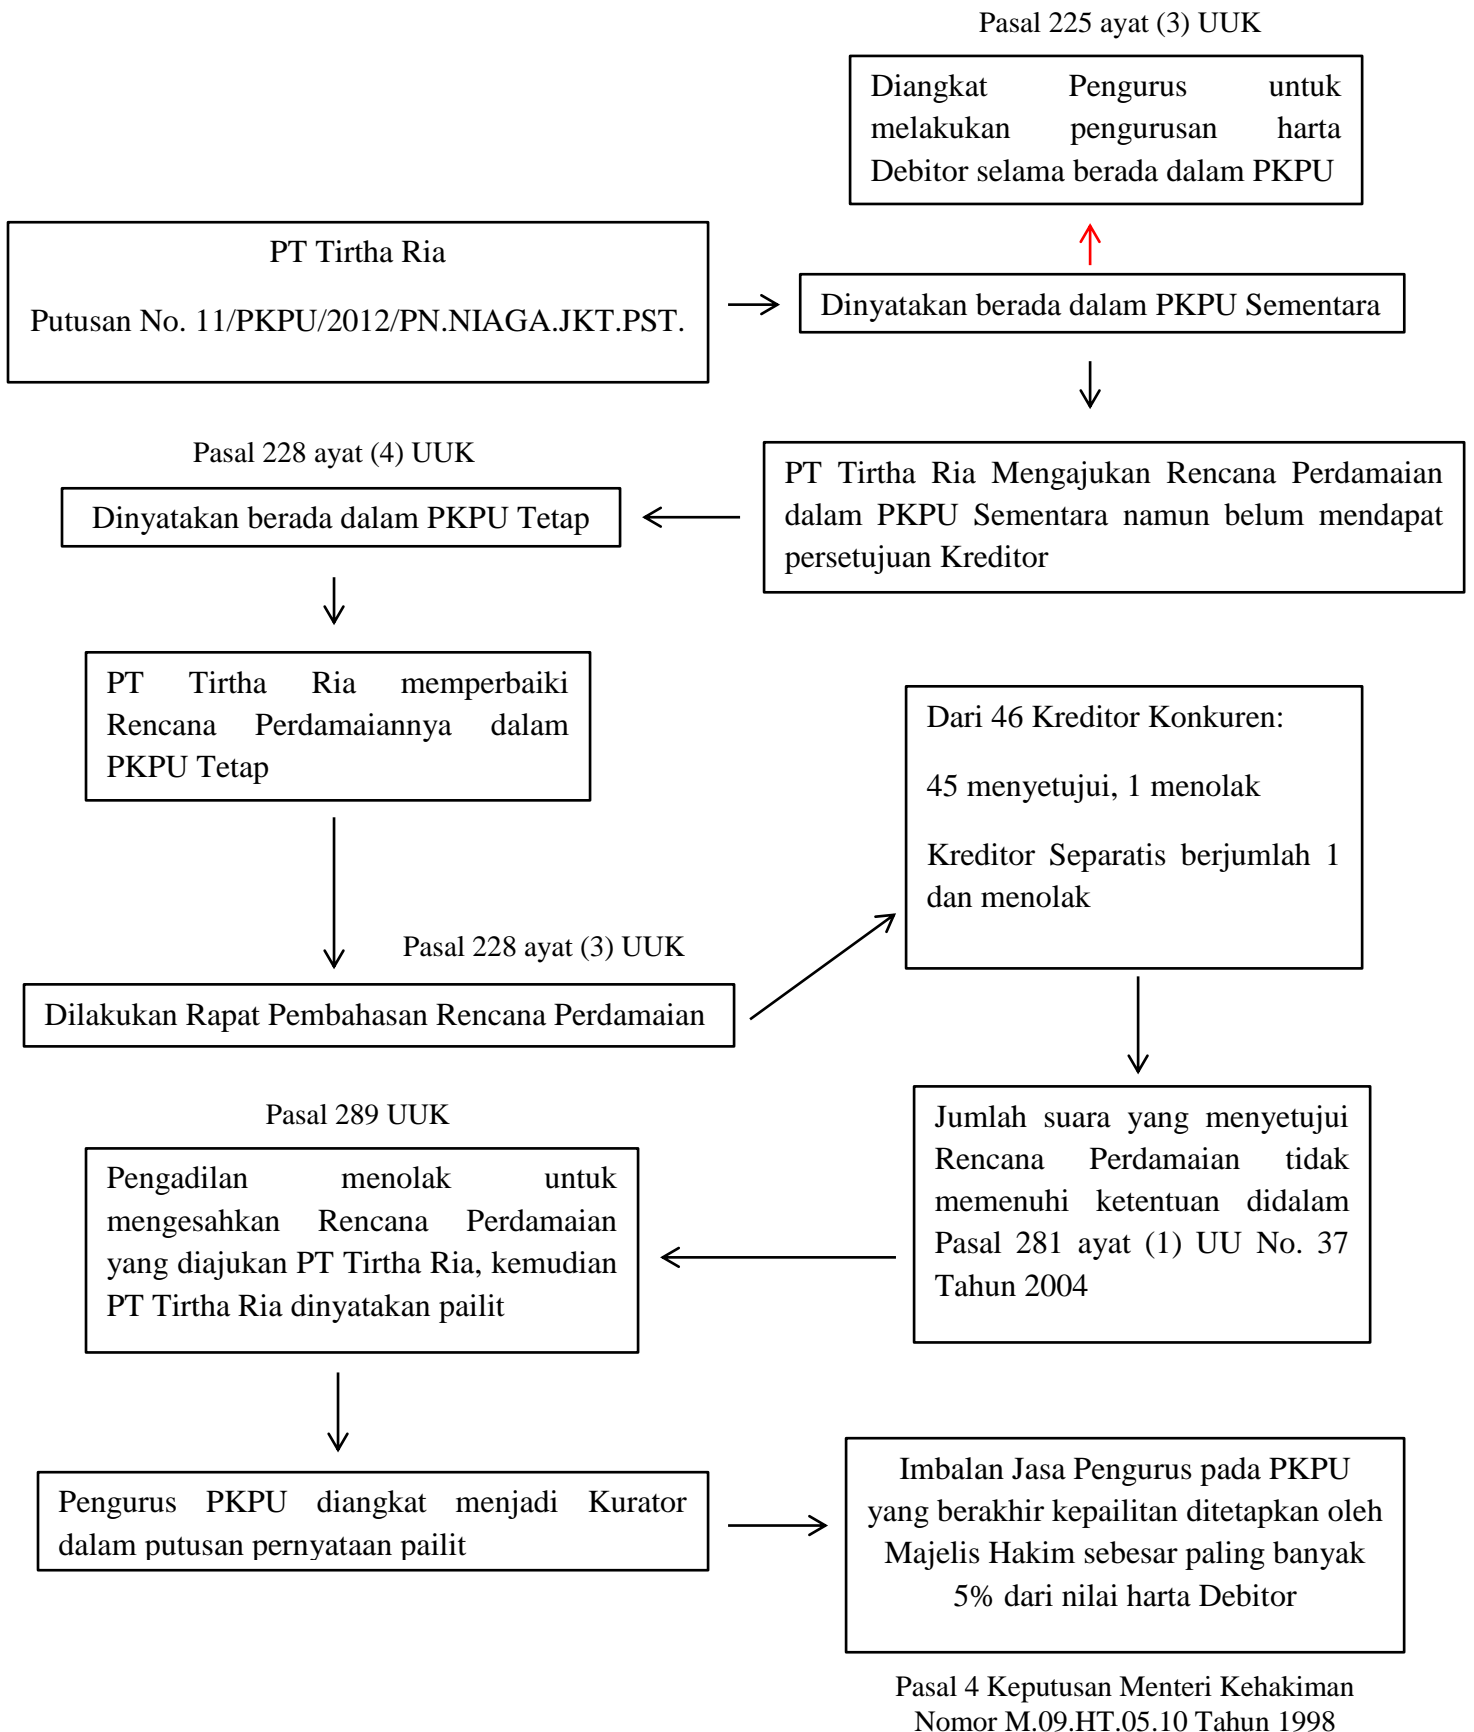 Pasal 225 ayat (3) UUK
Diangkat Pengurus untuk
melakukan pengurusan harta
Debitor selama berada dalam PKPU
PT Tirtha Ria
Putusan No. 11/PKPU/2012/PN.NIAGA.JKT.PST.
Dinyatakan berada dalam PKPU Sementara
PT Tirtha Ria Mengajukan Rencana Perdamaian
dalam PKPU Sementara namun belum mendapat
persetujuan Kreditor
Pasal 228 ayat (4) UUK
Dinyatakan berada dalam PKPU Tetap
PT Tirtha Ria memperbaiki
Rencana Perdamaiannya dalam
PKPU Tetap
Pasal 228 ayat (3) UUK
Dilakukan Rapat Pembahasan Rencana Perdamaian
Dari 46 Kreditor Konkuren:
45 menyetujui, 1 menolak
Kreditor Separatis berjumlah 1
dan menolak
Jumlah suara yang menyetujui
Rencana Perdamaian tidak
memenuhi ketentuan didalam
Pasal 281 ayat (1) UU No. 37
Tahun 2004
Pasal 289 UUK
Pengadilan menolak untuk
mengesahkan Rencana Perdamaian
yang diajukan PT Tirtha Ria, kemudian
PT Tirtha Ria dinyatakan pailit
Pengurus PKPU diangkat menjadi Kurator
dalam putusan pernyataan pailit
Imbalan Jasa Pengurus pada PKPU
yang berakhir kepailitan ditetapkan oleh
Majelis Hakim sebesar paling banyak
5% dari nilai harta Debitor
Pasal 4 Keputusan Menteri Kehakiman
Nomor M.09.HT.05.10 Tahun 1998